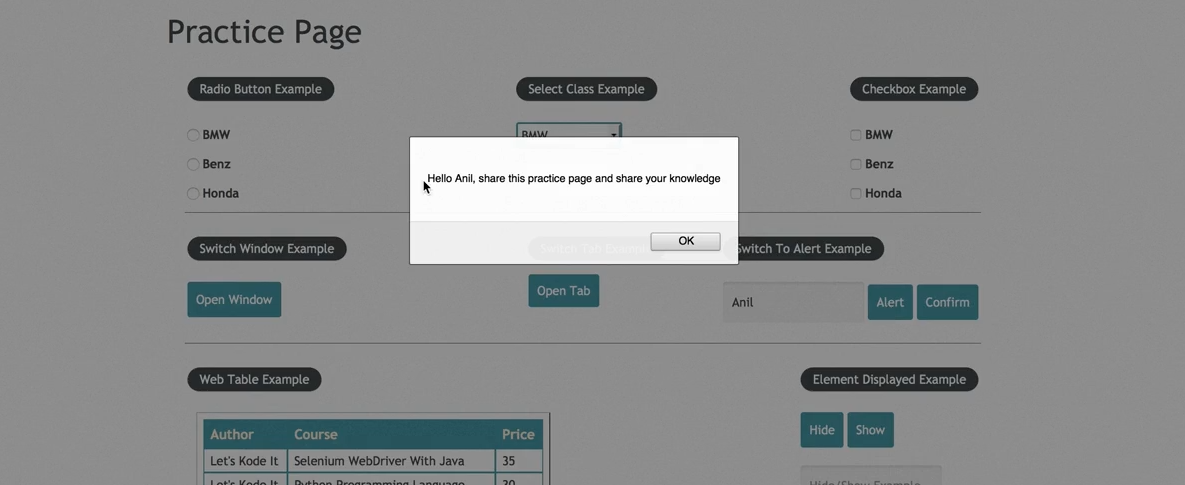 Practice Page
Radio Button Example
Select Class Example
Checkbox Example
BMW
Benz
Honda
BMW
BMW
Benz
Honda
Hello Anil, share this practice page and share your knowledge
OK
Switch Window Example
Switch Tab Example
Switch To Alert Example
Open Window
Open Tab
Anil
Alert
Confirm
Web Table Example
Element Displayed Example
Hide
Show
Author Course Price
Let's Kode It Selenium WebDriver With Java 35
Let's Kode It Python Programming Language 30
Hide/Show Example